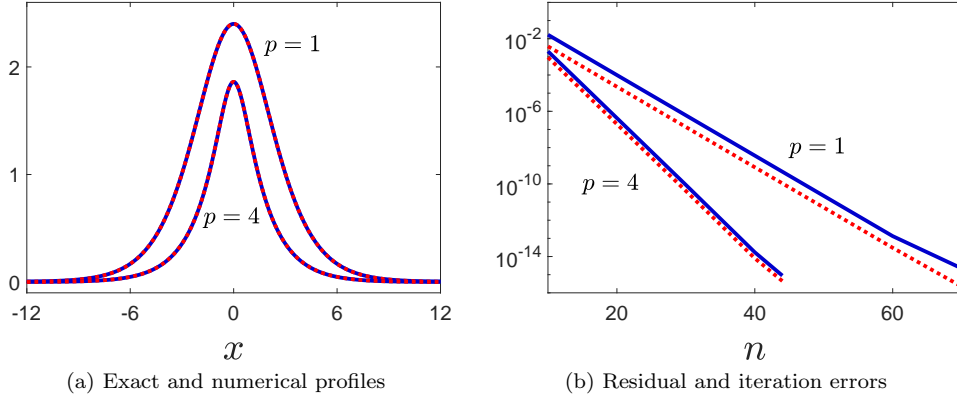 2
1
0
p = 1
p = 4
-12 -6 0 6 12
x
(a) Exact and numerical profiles
10^{-2}
10^{-6}
10^{-10}
10^{-14}
p = 1
p = 4
20 40 60
n
(b) Residual and iteration errors